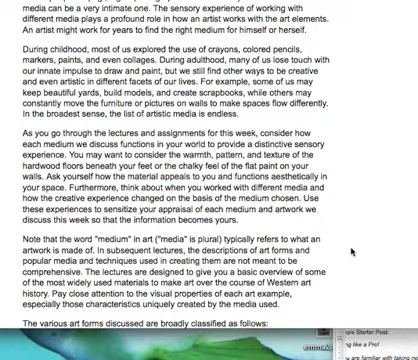 media can be a very intimate one. The sensory experience of working with
different media plays a profound role in how an artist works with the art elements.
An artist might work for years to find the right medium for himself or herself.
During childhood, most of us explored the use of crayons, colored pencils,
markers, paints, and even collages. During adulthood, many of us lose touch with
our innate impulse to draw and paint, but we still find other ways to be creative
and even artistic in different facets of our lives. For example, some of us may
keep beautiful yards, build models, and create scrapbooks, while others may
constantly move the furniture or pictures on walls to make spaces flow differently.
In the broadest sense, the list of artistic media is endless.
As you go through the lectures and assignments for this week, consider how
each medium we discuss functions in your world to provide a distinctive sensory
experience. You may want to consider the warmth, pattern, and texture of the
hardwood floors beneath your feet or the chalky feel of the flat paint on your
walls. Ask yourself how the material appeals to you and functions aesthetically in
your space. Furthermore, think about when you worked with different media and
how the creative experience changed on the basis of the medium chosen. Use
these experiences to sensitize your appraisal of each medium and artwork we
discuss this week so that the information becomes yours.
Note that the word "medium" in art ("media" is plural) typically refers to what an
artwork is made of. In subsequent lectures, the descriptions of art forms and
popular media and techniques used in creating them are not meant to be
comprehensive. The lectures are designed to give you a basic overview of some
of the most widely used materials to make art over the course of Western art
history. Pay close attention to the visual properties of each art example,
especially those characteristics uniquely created by the media used.
The various art forms discussed are broadly classified as follows:
Starter Post.
ng like a Prof
y are familiar with taking no